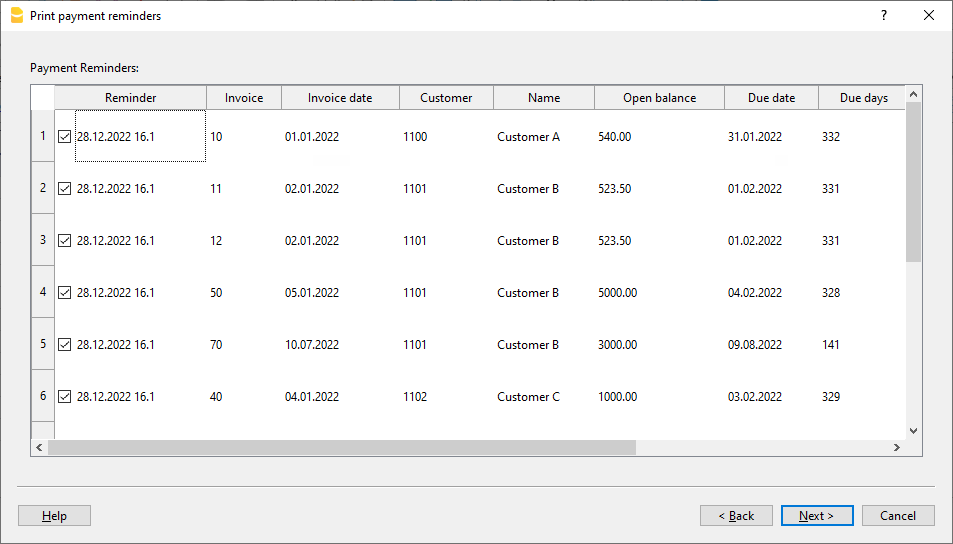 Print payment reminders
Payment Reminders:
Reminder Invoice Invoice date Customer Name Open balance Due date Due days
1 28.12.2022 16.1 10 01.01.2022 1100 Customer A 540.00 31.01.2022 332
2 28.12.2022 16.1 11 02.01.2022 1101 Customer B 523.50 01.02.2022 331
3 28.12.2022 16.1 12 02.01.2022 1101 Customer B 523.50 01.02.2022 331
4 28.12.2022 16.1 50 05.01.2022 1101 Customer B 5000.00 04.02.2022 328
5 28.12.2022 16.1 70 10.07.2022 1101 Customer B 3000.00 09.08.2022 141
6 28.12.2022 16.1 40 04.01.2022 1102 Customer C 1000.00 03.02.2022 329
Help < Back Next > Cancel